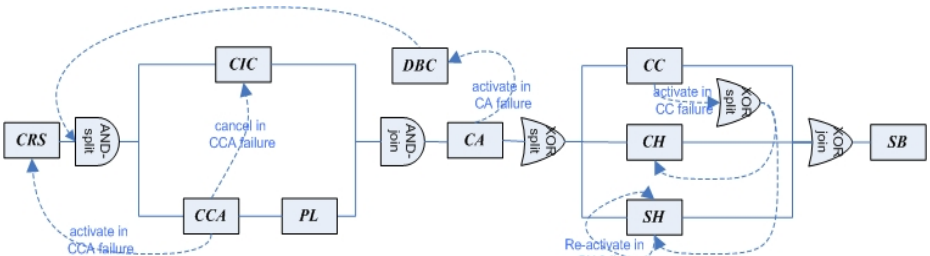 CRS
AND-
split
CIC
cancel in
CCA failure
CCA
PL
activate in
CCA failure
AND-
join
DBC
activate in
CA failure
CA
XOR
split
CC
activate in
CC failure
XOR
split
CH
SH
Re-activate in
XOR
join
SB